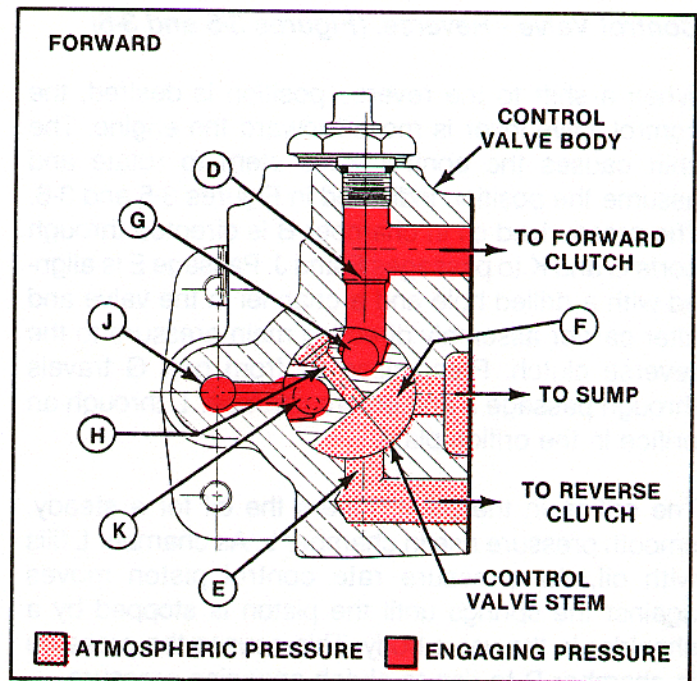 FORWARD
CONTROL
VALVE BODY
D
G
TO FORWARD
CLUTCH
J
F
TO SUMP
H
TO REVERSE
CLUTCH
K
E
CONTROL
VALVE STEM
ATMOSPHERIC PRESSURE
ENGAGING PRESSURE